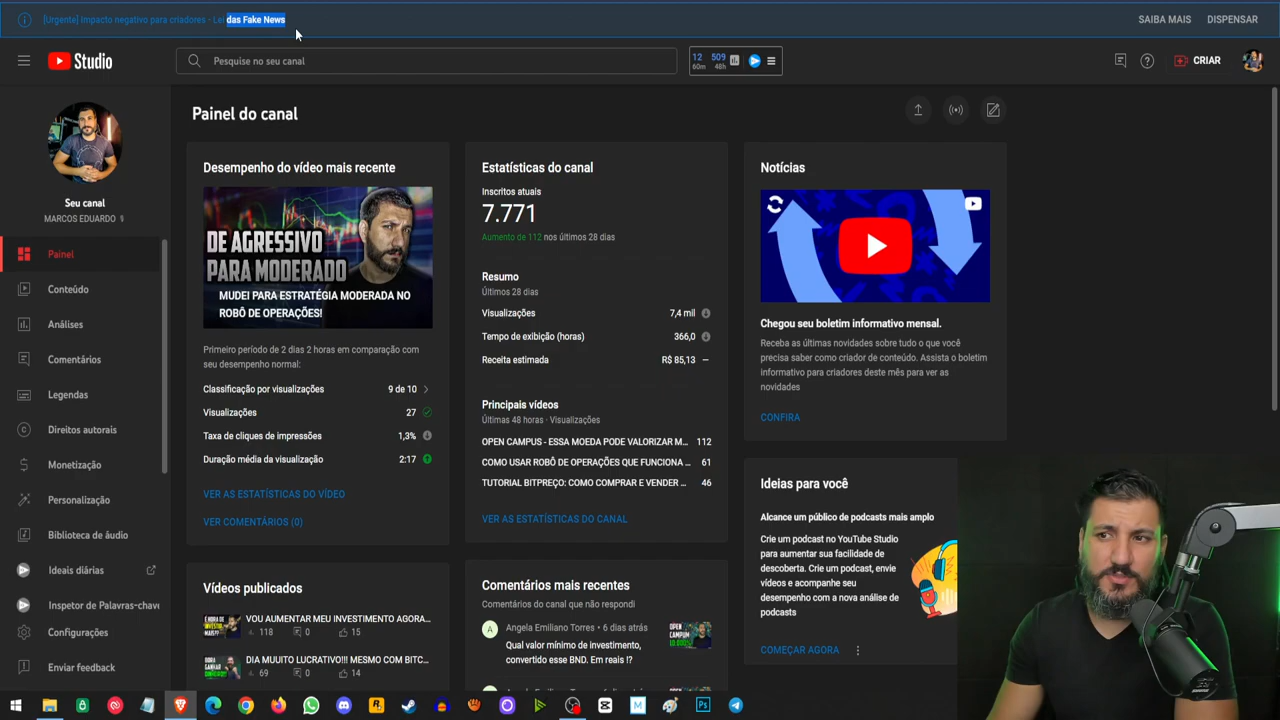 [Urgente] Impacto negativo para criadores - Lei das Fake News
SAIBA MAIS
DISPENSAR
Studio
Pesquise no seu canal
12
60m
509
48h
CRIAR
Seu canal
MARCOS EDUARDO
Painel
Conteúdo
Análises
Comentários
Legendas
Direitos autorais
Monetização
Personalização
Biblioteca de áudio
Ideais diárias
Inspetor de Palavras-chave
Configurações
Enviar feedback
Painel do canal
Desempenho do vídeo mais recente
DE AGRESSIVO
PARA MODERADO
MUDEI PARA ESTRATÉGIA MODERADA NO
ROBÔ DE OPERAÇÕES!
Primeiro período de 2 dias 2 horas em comparação com
seu desempenho normal:
Classificação por visualizações 9 de 10
Visualizações 27
Taxa de cliques de impressões 1,3%
Duração média da visualização 2:17
VER AS ESTATÍSTICAS DO VÍDEO
VER COMENTÁRIOS (0)
Vídeos publicados
VOU AUMENTAR MEU INVESTIMENTO AGORA...
118 0 15
DIA MUUITO LUCRATIVO!!! MESMO COM BITC...
69 0 14
Estatísticas do canal
Inscritos atuais
7.771
Aumento de 112 nos últimos 28 dias
Resumo
Últimos 28 dias
Visualizações 7,4 mil
Tempo de exibição (horas) 366,0
Receita estimada R$ 85,13 —
Principais vídeos
Últimas 48 horas · Visualizações
OPEN CAMPUS - ESSA MOEDA PODE VALORIZAR M... 112
COMO USAR ROBÔ DE OPERAÇÕES QUE FUNCIONA ... 61
TUTORIAL BITPREÇO: COMO COMPRAR E VENDER ... 46
VER AS ESTATÍSTICAS DO CANAL
Comentários mais recentes
Comentários do canal que não respondi
A
Angela Emiliano Torres • 6 dias atrás
Qual valor mínimo de investimento,
convertido esse BND. Em reais !?
Notícias
Chegou seu boletim informativo mensal.
Receba as últimas novidades sobre tudo o que você
precisa saber como criador de conteúdo. Assista o boletim
informativo para criadores deste mês para ver as
novidades
CONFIRA
Ideias para você
Alcance um público de podcasts mais amplo
Crie um podcast no YouTube Studio
para aumentar sua facilidade de
descoberta. Crie um podcast, envie
vídeos e acompanhe seu
desempenho com a nova análise de
podcasts
COMEÇAR AGORA